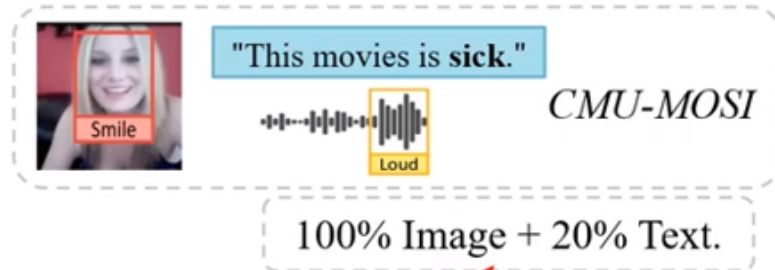 "This movies is sick."
CMU-MOSI
Smile
Loud
100% Image + 20% Text.